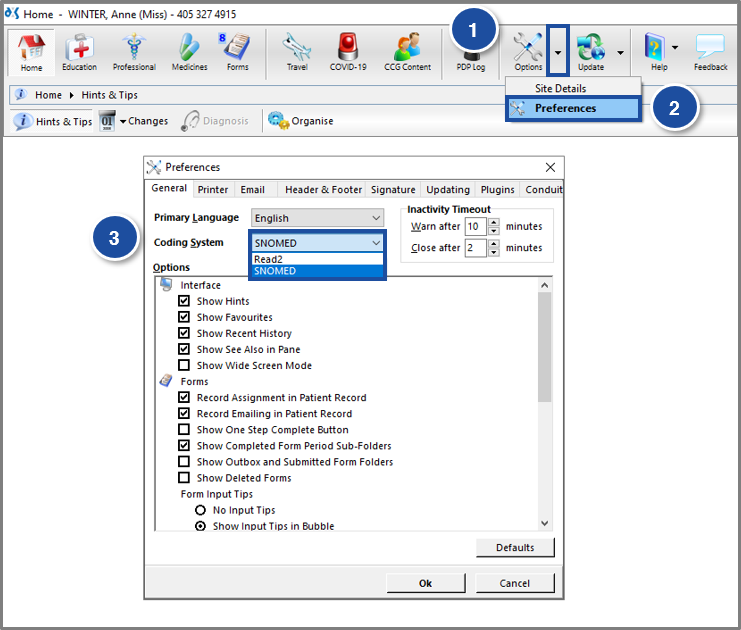 Home - WINTER, Anne (Miss) - 405 327 4915
1
8
Home Education Professional Medicines Forms Travel COVID-19 CCG Content PDP Log Options Update Help Feedback
Site Details
Preferences
2
Home Hints & Tips
Hints & Tips 01 Changes Diagnosis Organise
Preferences
General Printer Email Header & Footer Signature Updating Plugins Conduit
3
Primary Language English
Coding System SNOMED
Read2
SNOMED
Inactivity Timeout
Warn after 10 minutes
Close after 2 minutes
Options
Interface
Show Hints
Show Favourites
Show Recent History
Show See Also in Pane
Show Wide Screen Mode
Forms
Record Assignment in Patient Record
Record Emailing in Patient Record
Show One Step Complete Button
Show Completed Form Period Sub-Folders
Show Outbox and Submitted Form Folders
Show Deleted Forms
Form Input Tips
No Input Tips
Show Input Tips in Bubble
Defaults
Ok Cancel